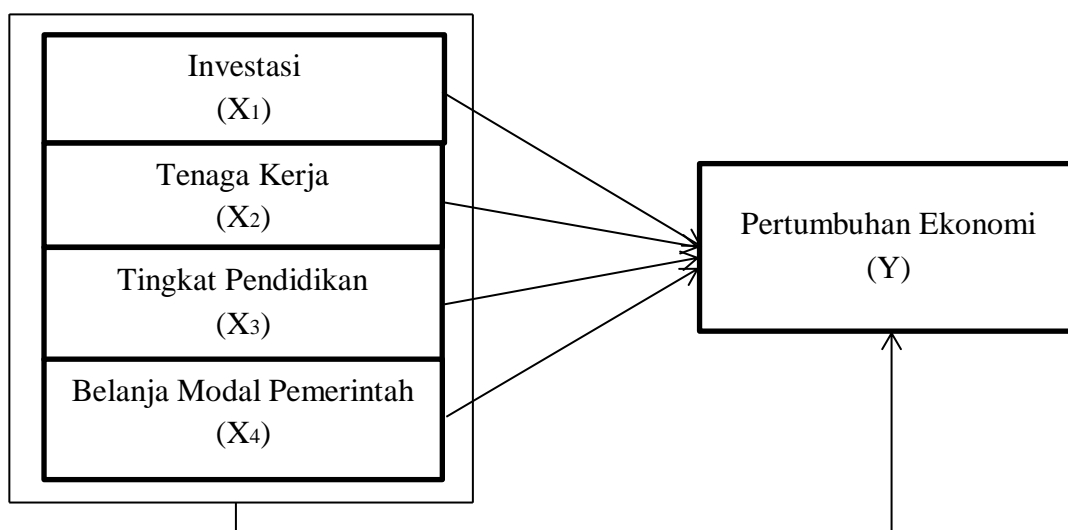 Investasi
(X1)
Tenaga Kerja
(X2)
Tingkat Pendidikan
(X3)
Belanja Modal Pemerintah
(X4)
Pertumbuhan Ekonomi
(Y)